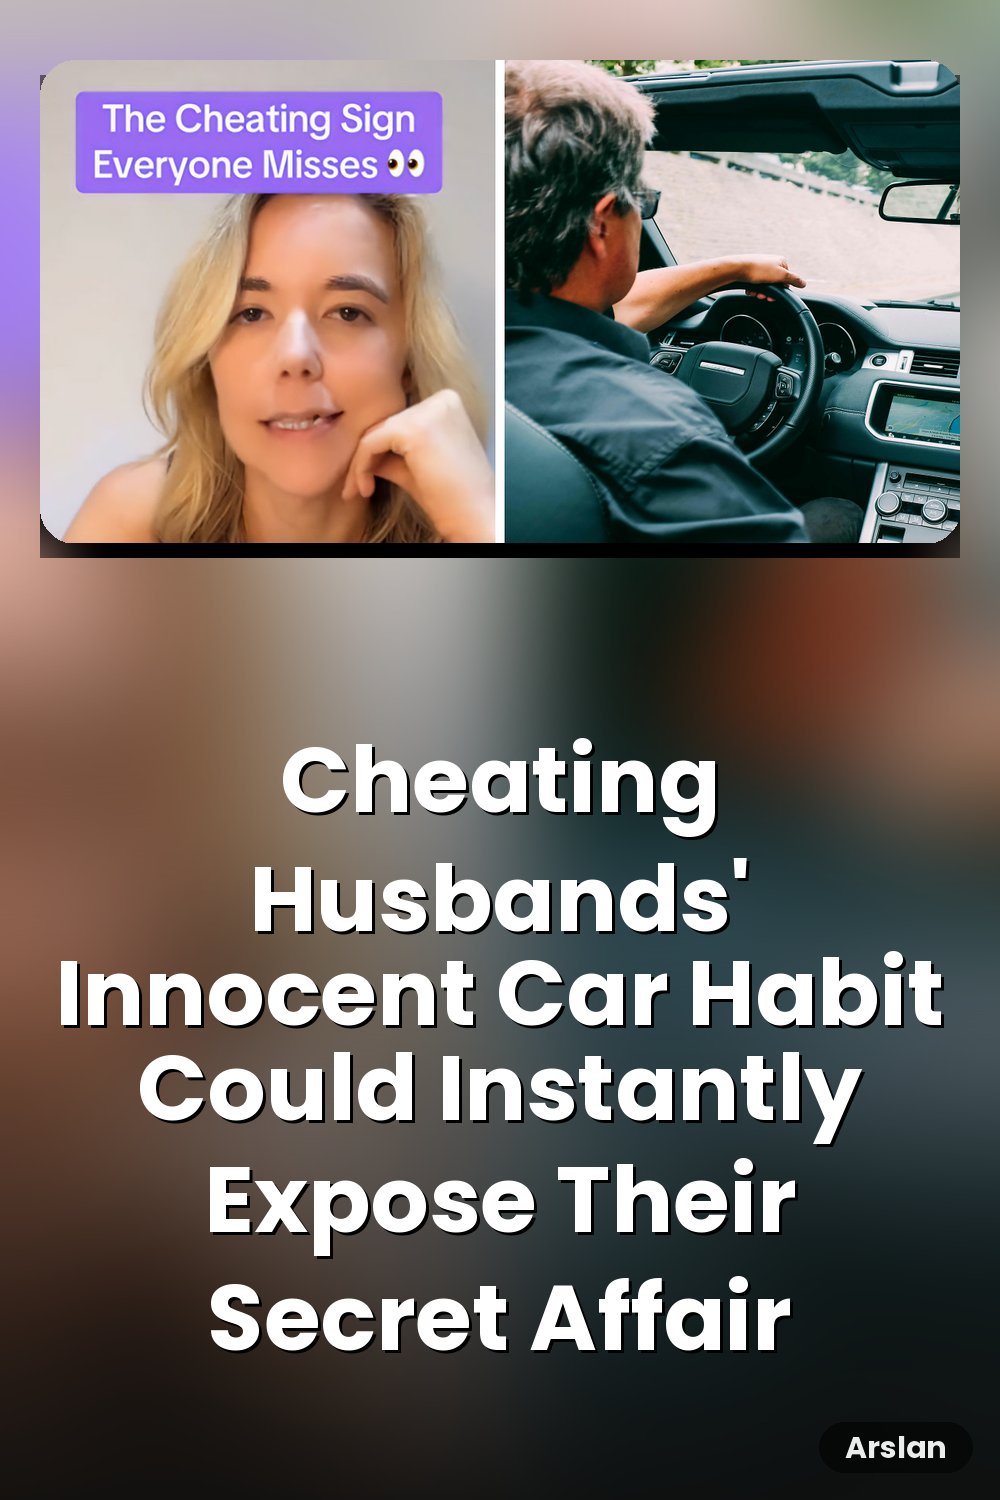 The Cheating Sign
Everyone Misses 👀
Cheating
Husbands'
Innocent Car Habit
Could Instantly
Expose Their
Secret Affair
Arslan